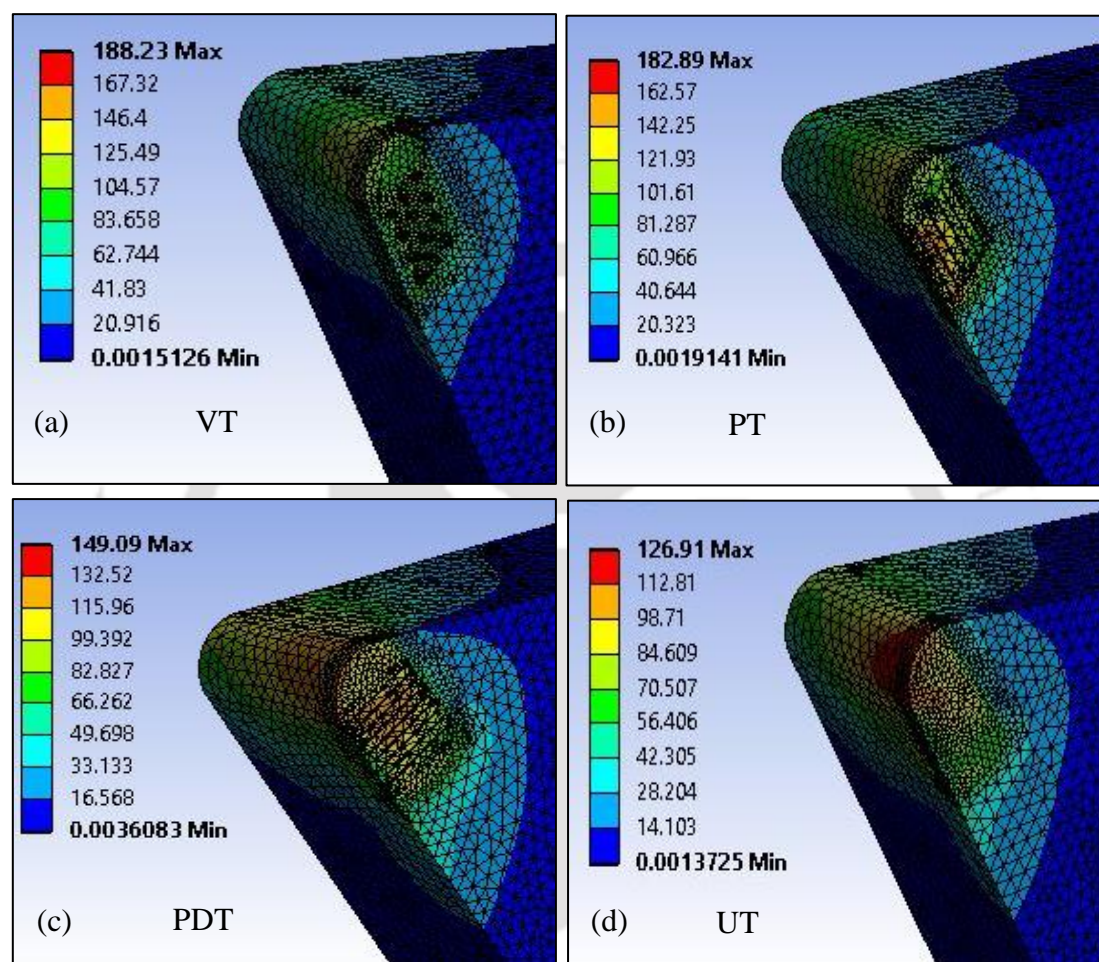 188.23 Max
167.32
146.4
125.49
104.57
83.658
62.744
41.83
20.916
0.0015126 Min
(a) VT
182.89 Max
162.57
142.25
121.93
101.61
81.287
60.966
40.644
20.323
0.0019141 Min
(b) PT
149.09 Max
132.52
115.96
99.392
82.827
66.262
49.698
33.133
16.568
0.0036083 Min
(c) PDT
126.91 Max
112.81
98.71
84.609
70.507
56.406
42.305
28.204
14.103
0.0013725 Min
(d) UT